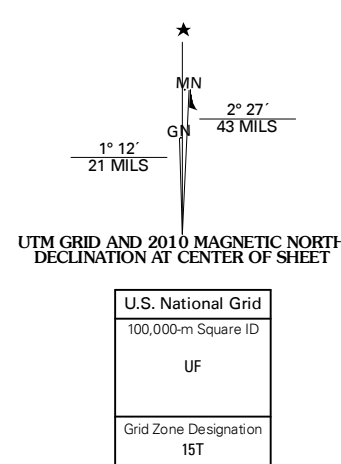 MN
GN
2° 27´
43 MILS
1° 12´
21 MILS
UTM GRID AND 2010 MAGNETIC NORTH
DECLINATION AT CENTER OF SHEET
U.S. National Grid
100,000-m Square ID
UF
Grid Zone Designation
15T